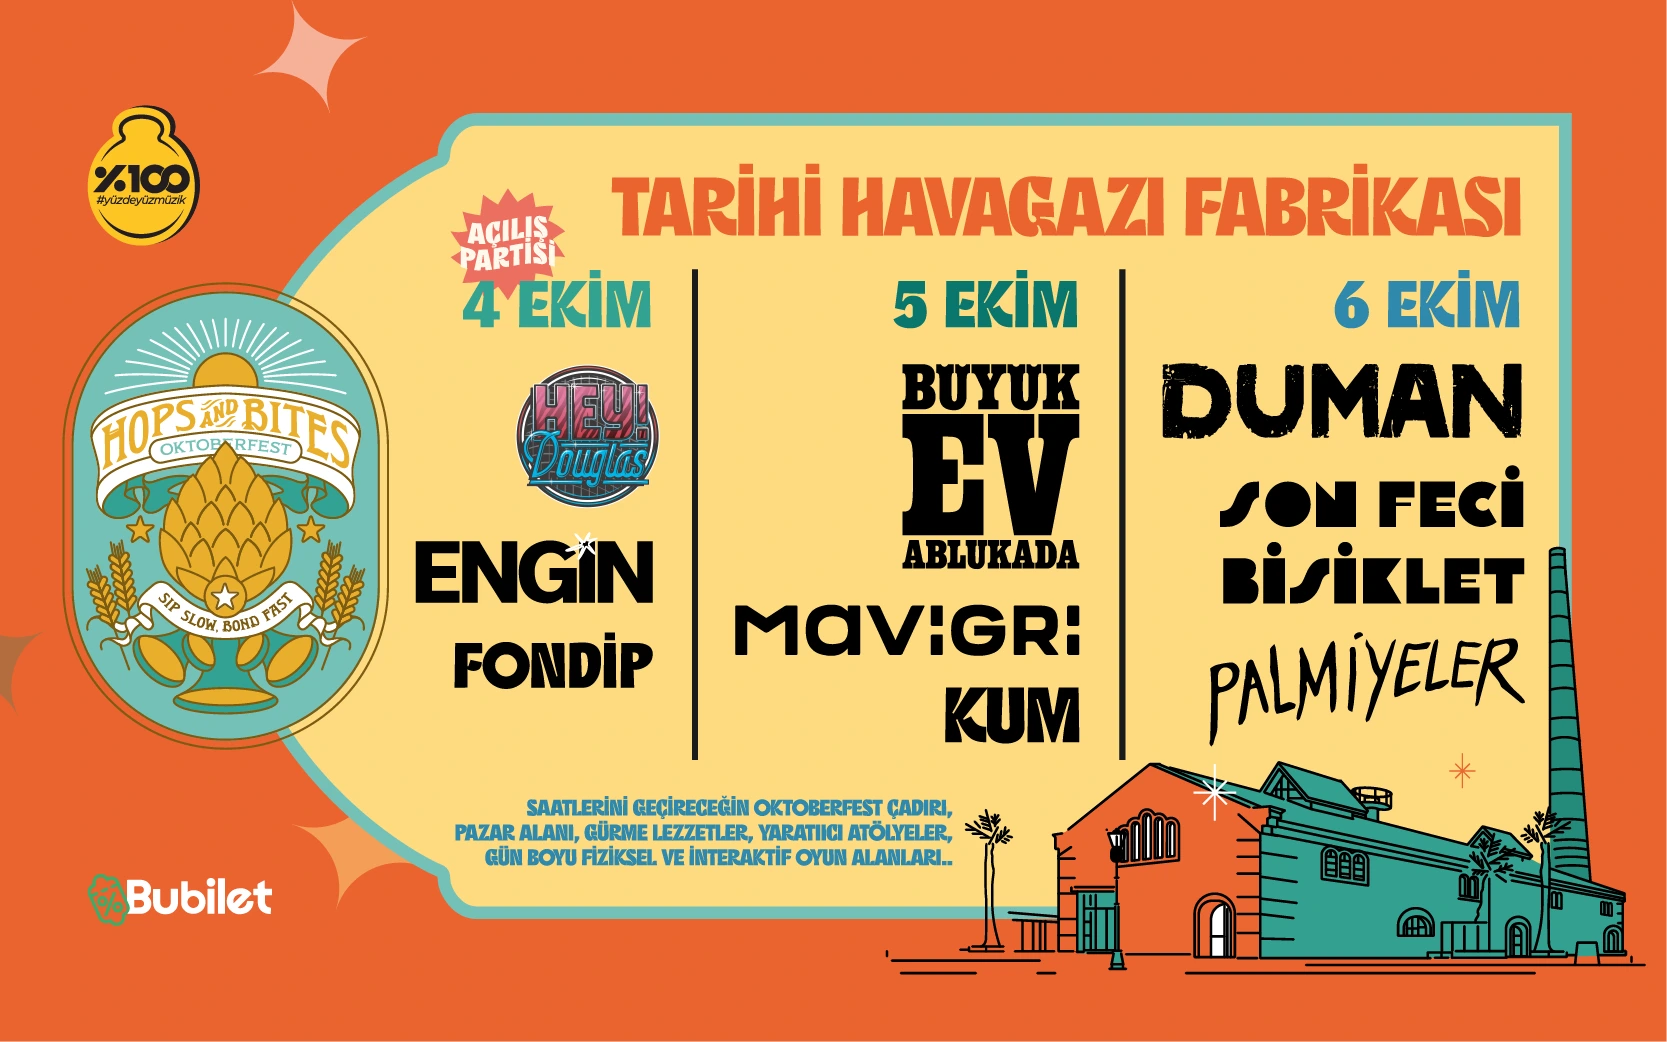 %100
#yüzdeyüzmüzik
HOPS AND BITES
OKTOBERFEST
SIP SLOW, BOND FAST
Bubilet
TARİHİ HAVAGAZI FABRİKASI
AÇILIŞ
PARTİSİ
4 EKİM
HEY!
Douglas
ENGİN
FONDİP
5 EKİM
BÜYÜK
EV
ABLUKADA
MAVİ GRİ
KUM
6 EKİM
DUMAN
SON FECİ
BİSİKLET
PALMİYELER
SAATLERİNİ GEÇİRECEĞİN OKTOBERFEST ÇADIRI,
PAZAR ALANI, GÜRME LEZZETLER, YARATIICI ATÖLYELER,
GÜN BOYU FİZİKSEL VE İNTERAKTİF OYUN ALANLARI..